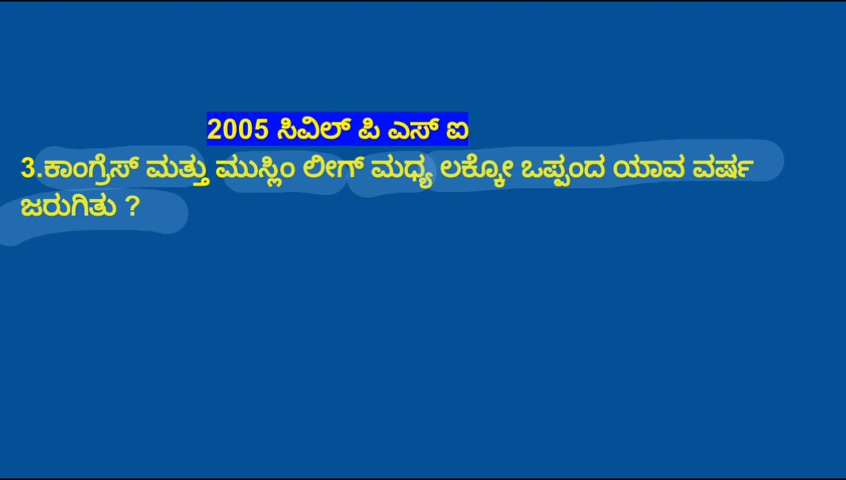 2005 ಸಿವಿಲ್ ಪಿ ಎಸ್ ಐ
3.ಕಾಂಗ್ರೆಸ್ ಮತ್ತು ಮುಸ್ಲಿಂ ಲೀಗ್ ಮಧ್ಯ ಲಕ್ಕೋ ಒಪ್ಪಂದ ಯಾವ ವರ್ಷ
ಜರುಗಿತು ?